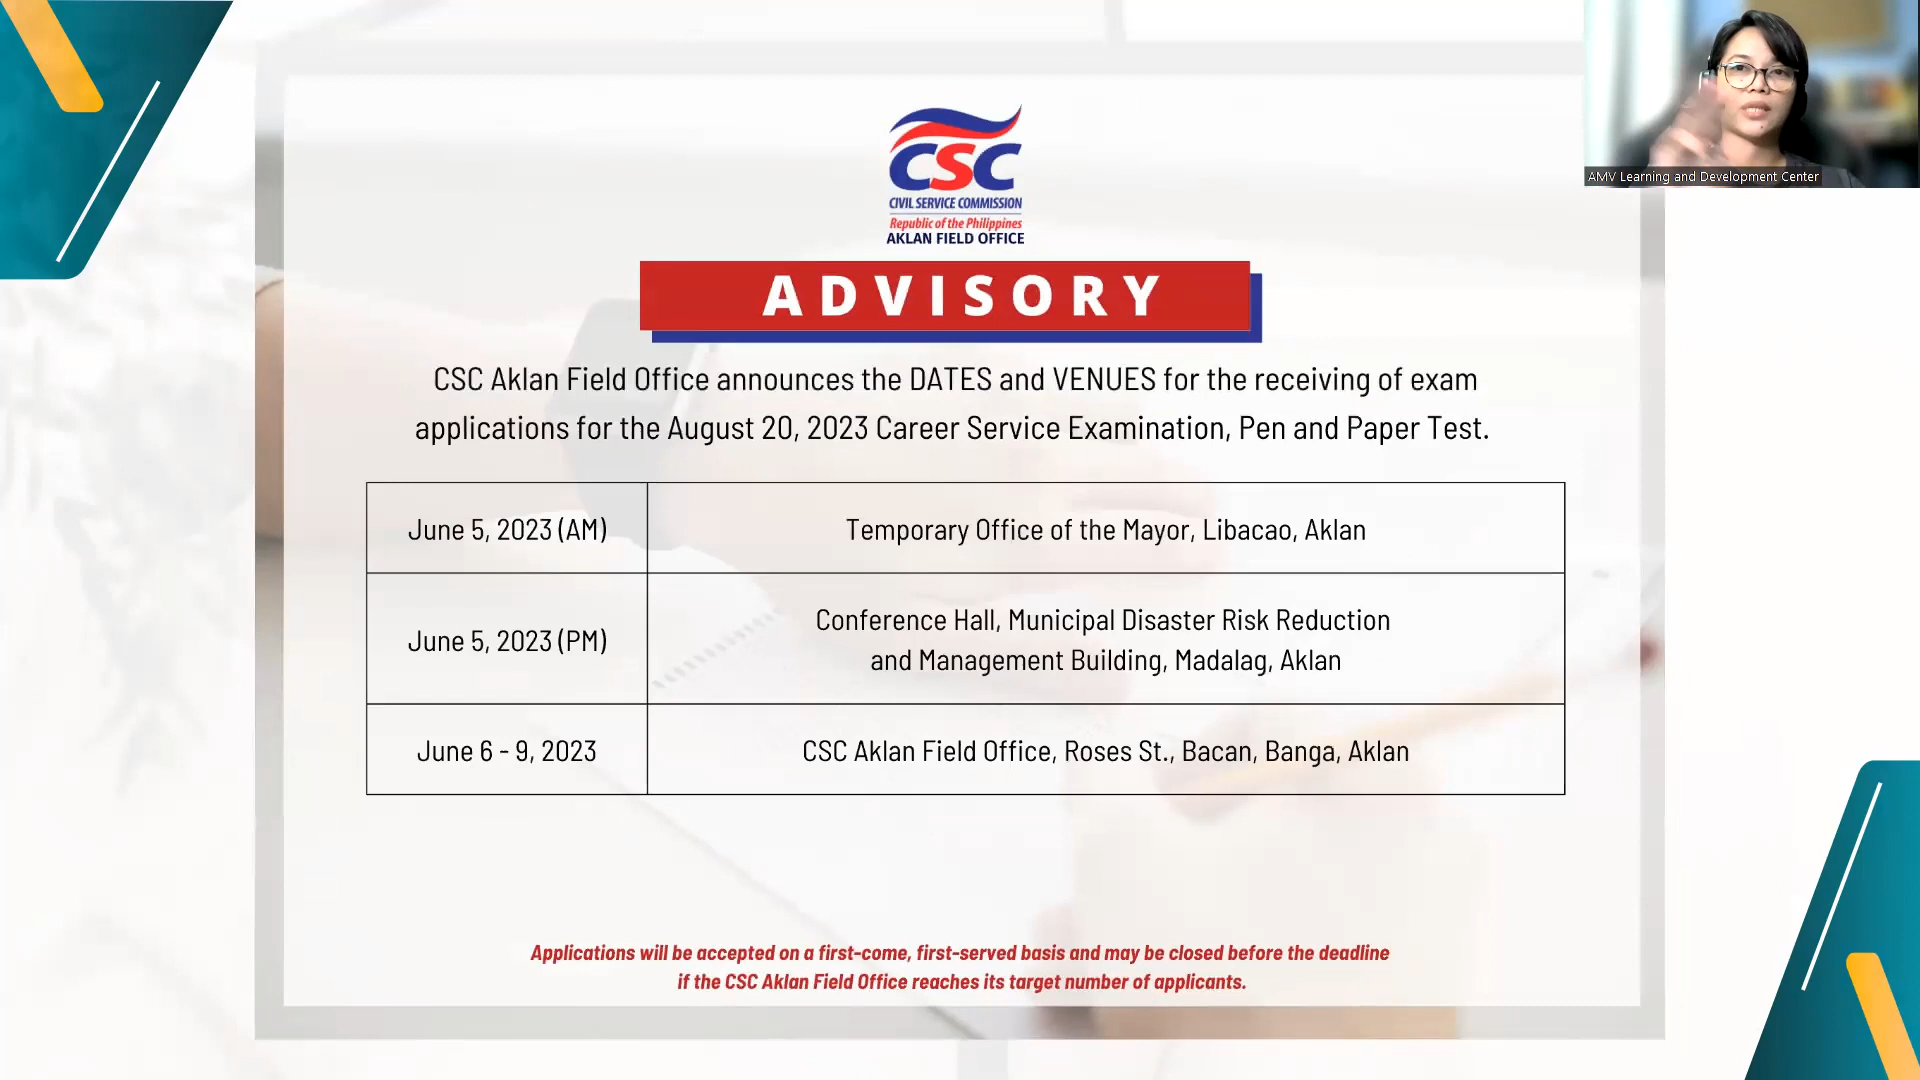 AMV Learning and Development Center
CSC
CIVIL SERVICE COMMISSION
Republic of the Philippines
AKLAN FIELD OFFICE
ADVISORY
CSC Aklan Field Office announces the DATES and VENUES for the receiving of exam
applications for the August 20, 2023 Career Service Examination, Pen and Paper Test.
June 5, 2023 (AM)
Temporary Office of the Mayor, Libacao, Aklan
June 5, 2023 (PM)
Conference Hall, Municipal Disaster Risk Reduction
and Management Building, Madalag, Aklan
June 6 - 9, 2023
CSC Aklan Field Office, Roses St., Bacan, Banga, Aklan
Applications will be accepted on a first-come, first-served basis and may be closed before the deadline
if the CSC Aklan Field Office reaches its target number of applicants.